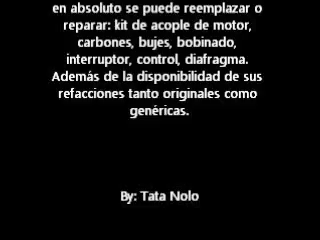 en absoluto se puede reemplazar o
reparar: kit de acople de motor,
carbones, bujes, bobinado,
interruptor, control, diafragma.
Además de la disponibilidad de sus
refacciones tanto originales como
genéricas.
By: Tata Nolo